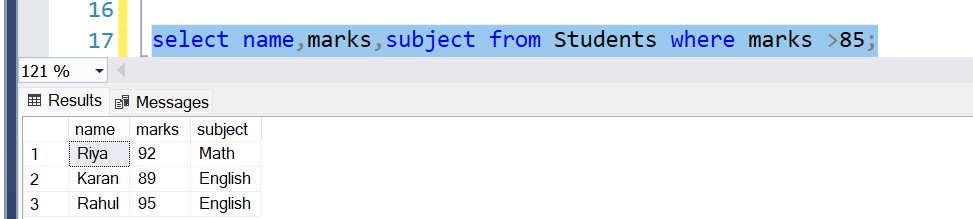 16
17 select name,marks,subject from Students where marks >85;
121 %
Results Messages
name marks subject
1 Riya 92 Math
2 Karan 89 English
3 Rahul 95 English